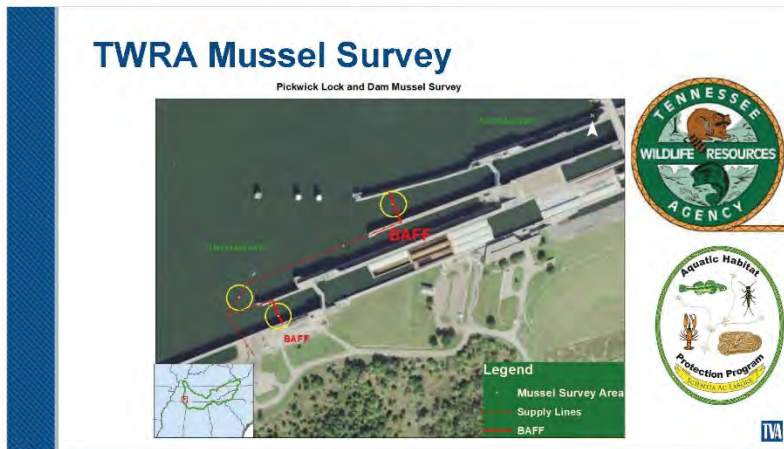 TWRA Mussel Survey
Pickwick Lock and Dam Mussel Survey
BAFF
BAFF
Legend
Mussel Survey Area
Supply Lines
BAFF
TENNESSEE
WILDLIFE RESOURCES
AGENCY
Aquatic Habitat
Protection Program
TVA